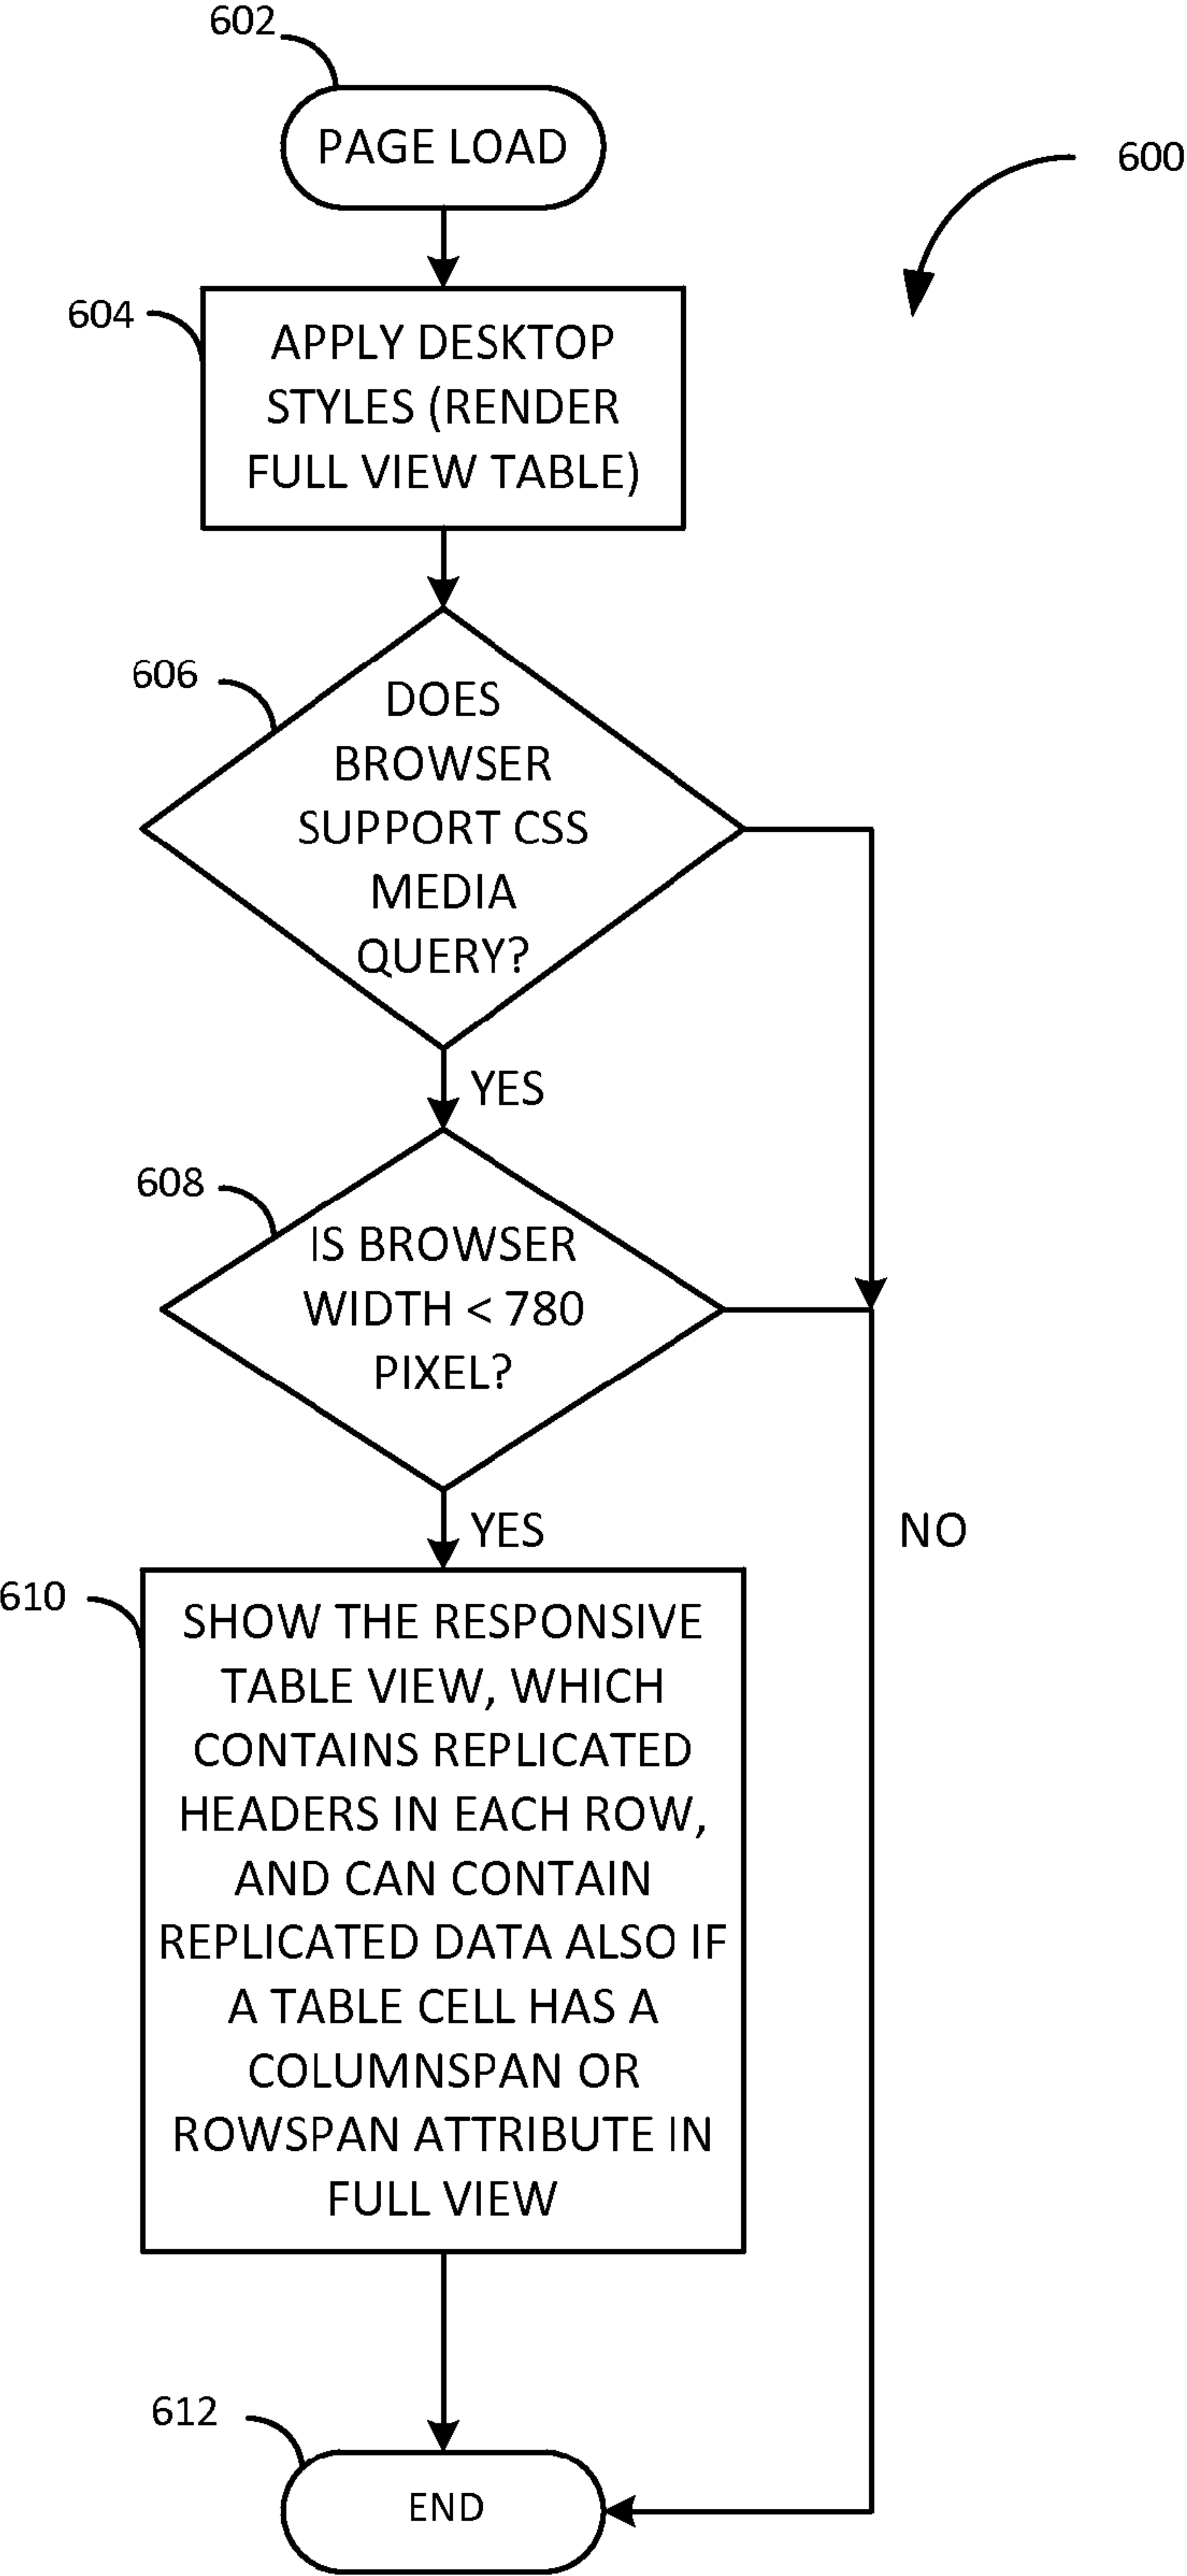 602
PAGE LOAD
600
604
APPLY DESKTOP
STYLES (RENDER
FULL VIEW TABLE)
606
DOES
BROWSER
SUPPORT CSS
MEDIA
QUERY?
YES
608
IS BROWSER
WIDTH < 780
PIXEL?
YES
NO
610
SHOW THE RESPONSIVE
TABLE VIEW, WHICH
CONTAINS REPLICATED
HEADERS IN EACH ROW,
AND CAN CONTAIN
REPLICATED DATA ALSO IF
A TABLE CELL HAS A
COLUMNSPAN OR
ROWSPAN ATTRIBUTE IN
FULL VIEW
612
END